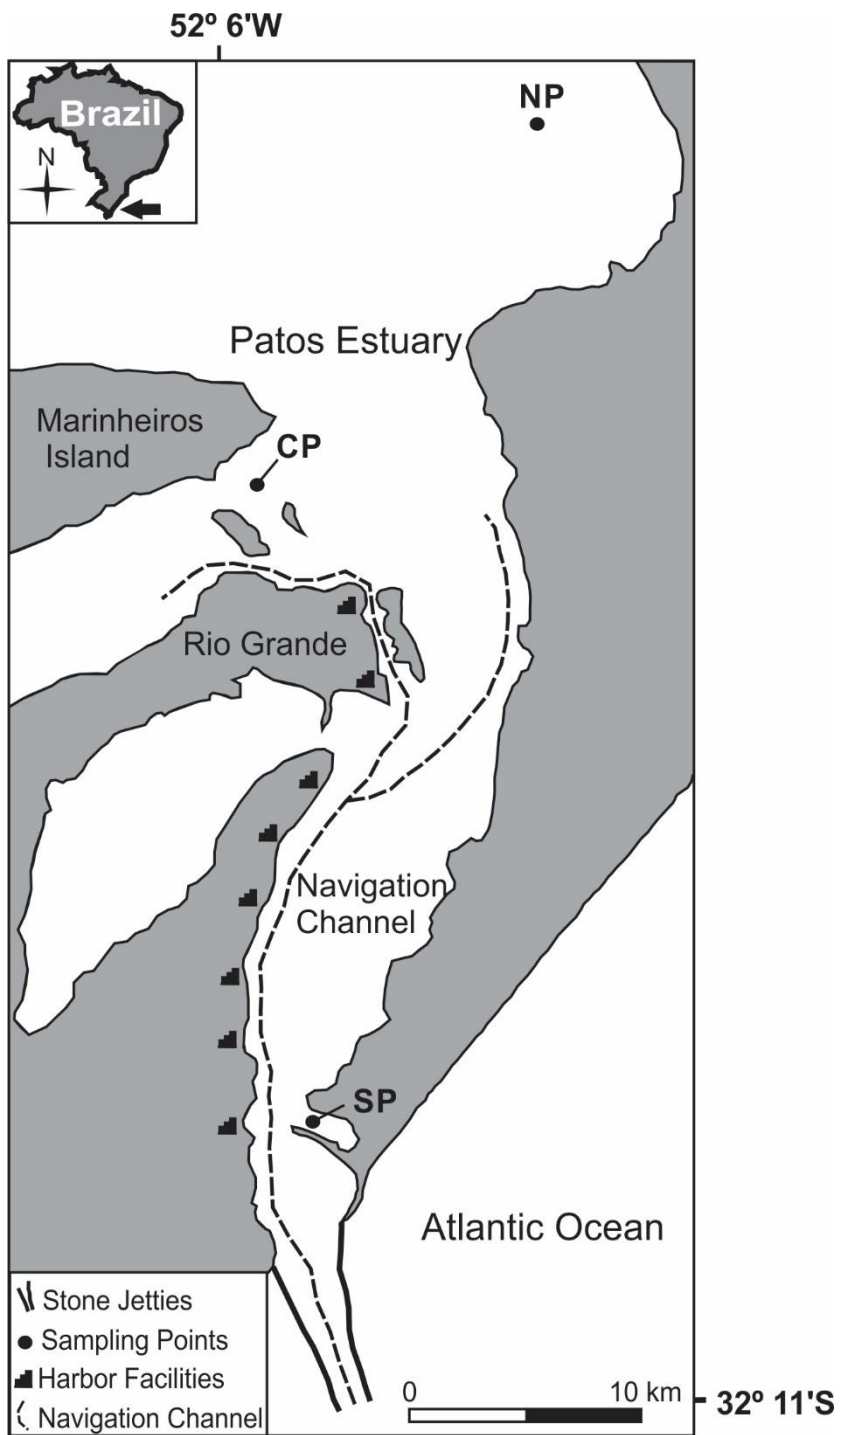 52º 6'W
Brazil
N
NP
Patos Estuary
Marinheiros
Island
CP
Rio Grande
Navigation
Channel
SP
Atlantic Ocean
Stone Jetties
Sampling Points
Harbor Facilities
Navigation Channel
0 10 km
32º 11'S